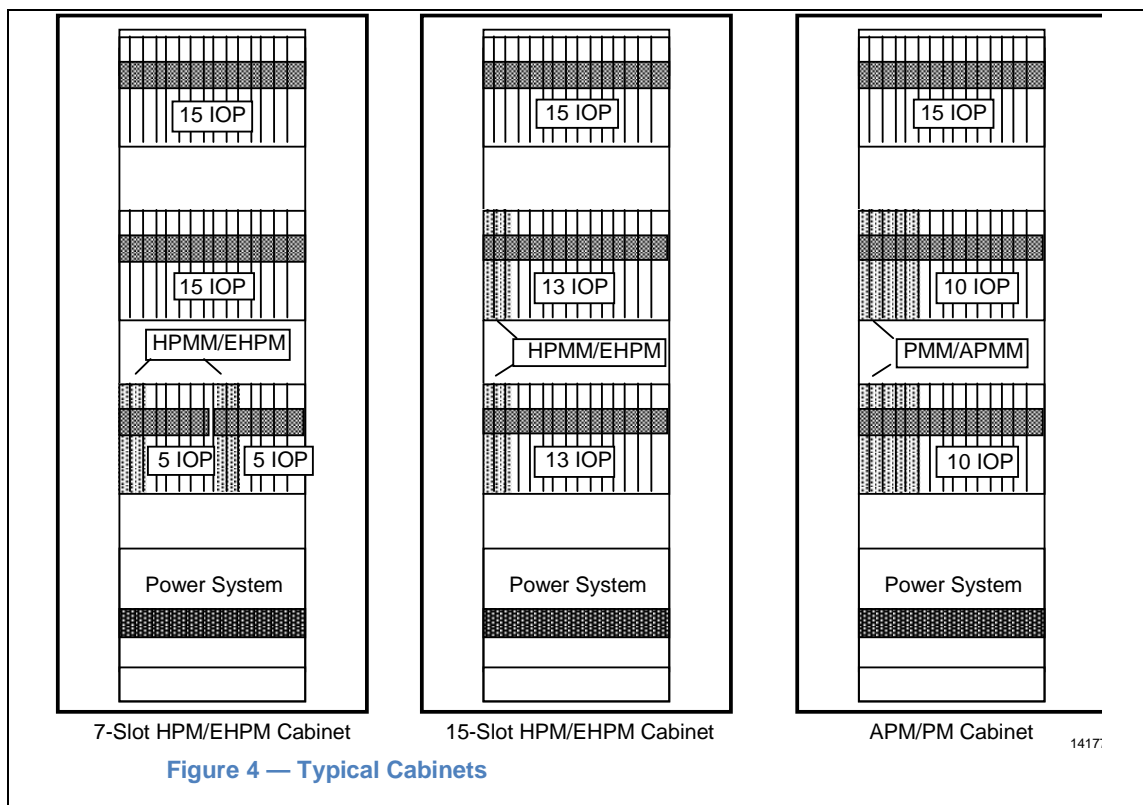 15 IOP
15 IOP
HPMM/EHPM
5 IOP
5 IOP
Power System
7-Slot HPM/EHPM Cabinet
15 IOP
13 IOP
HPMM/EHPM
13 IOP
Power System
15-Slot HPM/EHPM Cabinet
15 IOP
10 IOP
PMM/APMM
10 IOP
Power System
APM/PM Cabinet
1417
Figure 4 — Typical Cabinets